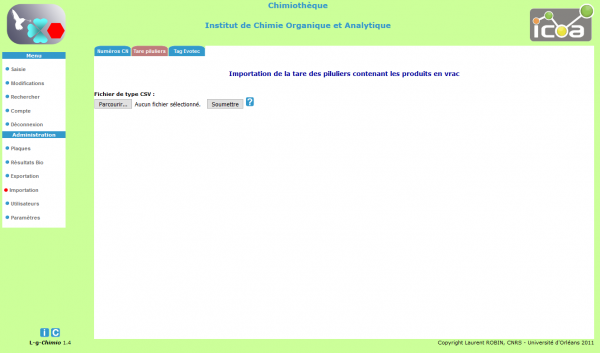 Chimiothèque
Institut de Chimie Organique et Analytique
icoa
Menu
Saisie
Modifications
Rechercher
Compte
Déconnexion
Administration
Plaques
Résultats Bio
Exportation
Importation
Utilisateurs
Paramètres
i C
L-g-Chimio 1.4
Numéros CN Tare piluliers Tag Evotec
Importation de la tare des piluliers contenant les produits en vrac
Fichier de type CSV :
Parcourir... Aucun fichier sélectionné. Soumettre ?
Copyright Laurent ROBIN, CNRS - Université d'Orléans 2011